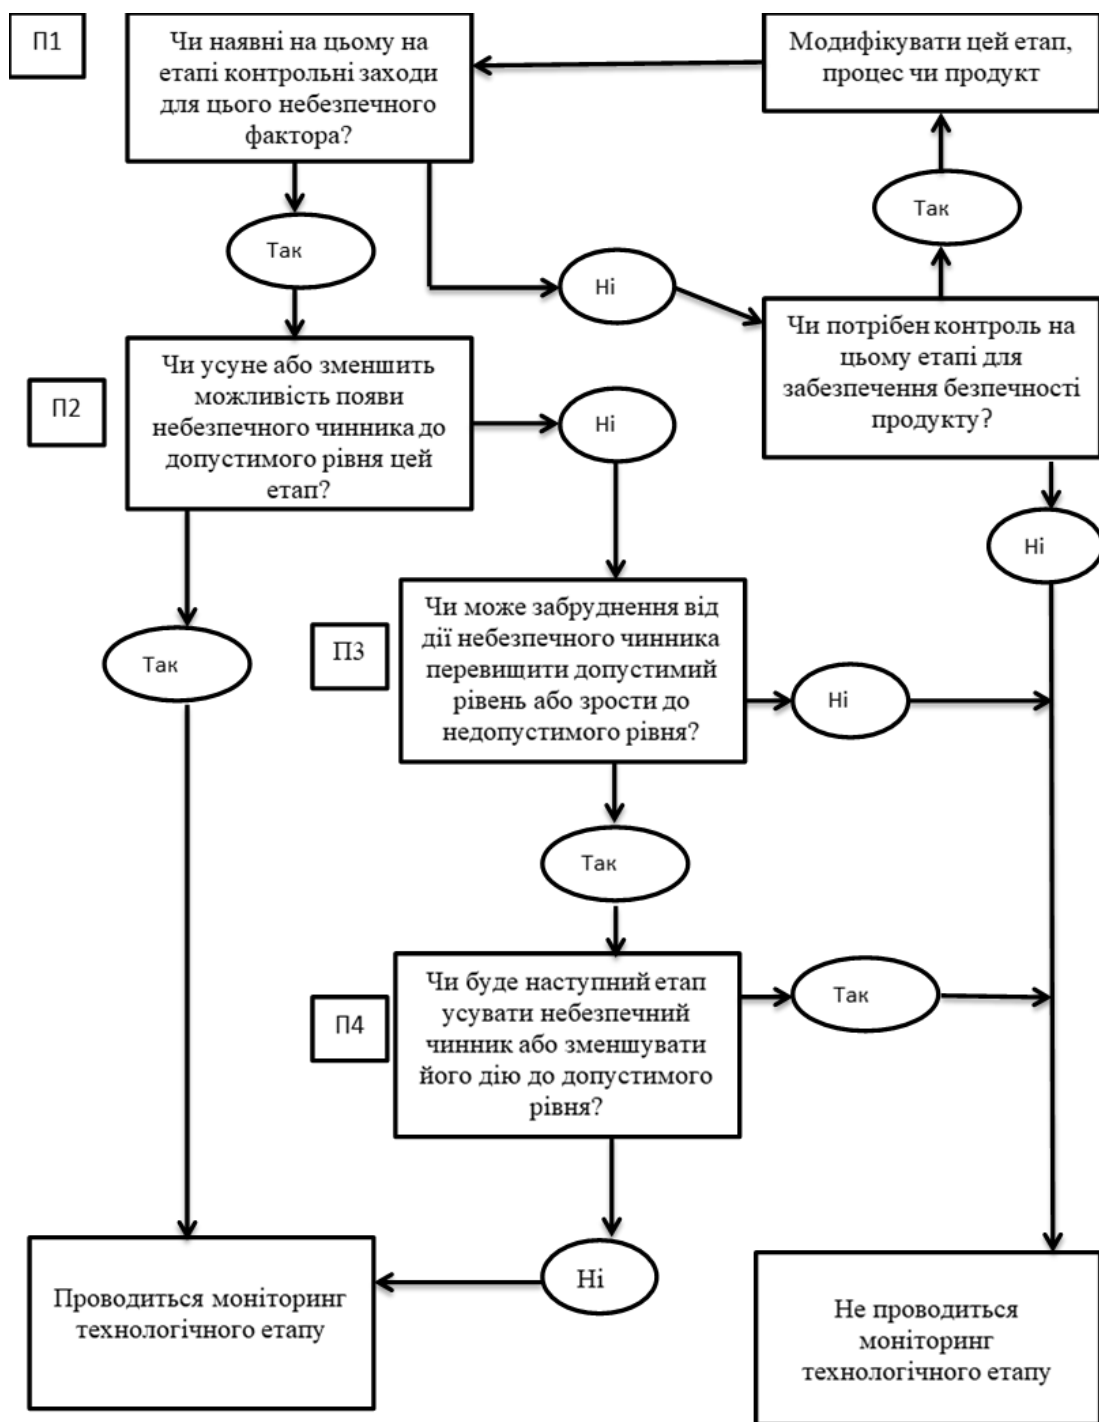 П1
Чи наявні на цьому на
етапі контрольні заходи
для цього небезпечного
фактора?
Модифікувати цей етап,
процес чи продукт
Так
Так
Ні
Чи потрібен контроль на
цьому етапі для
забезпечення безпечності
продукту?
П2
Чи усуне або зменшить
можливість появи
небезпечного чинника до
допустимого рівня цей
етап?
Ні
Ні
Так
П3
Чи може забруднення від
дії небезпечного чинника
перевищити допустимий
рівень або зрости до
недопустимого рівня?
Ні
Так
П4
Чи буде наступний етап
усувати небезпечний
чинник або зменшувати
його дію до допустимого
рівня?
Так
Ні
Проводиться моніторинг
технологічного етапу
Не проводиться
моніторинг
технологічного етапу